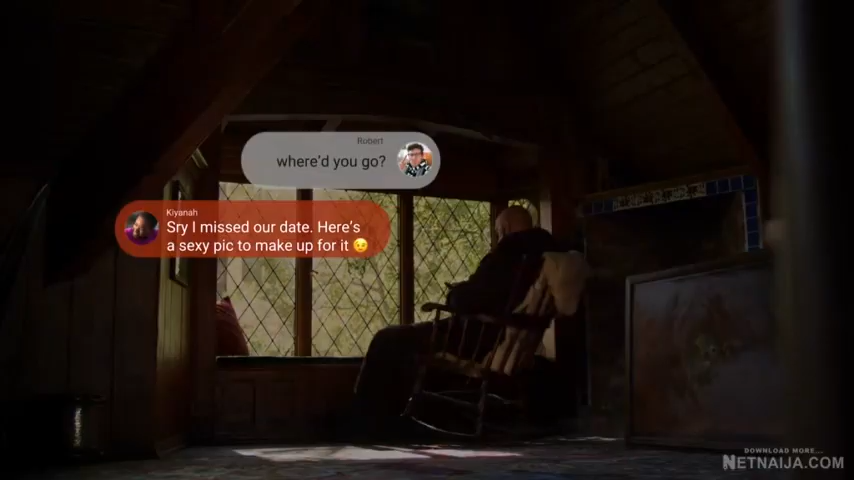 Robert
where'd you go?
Kiyanah
Sry I missed our date. Here's
a sexy pic to make up for it 😉
DOWNLOAD MORE...
NETNAIJA.COM